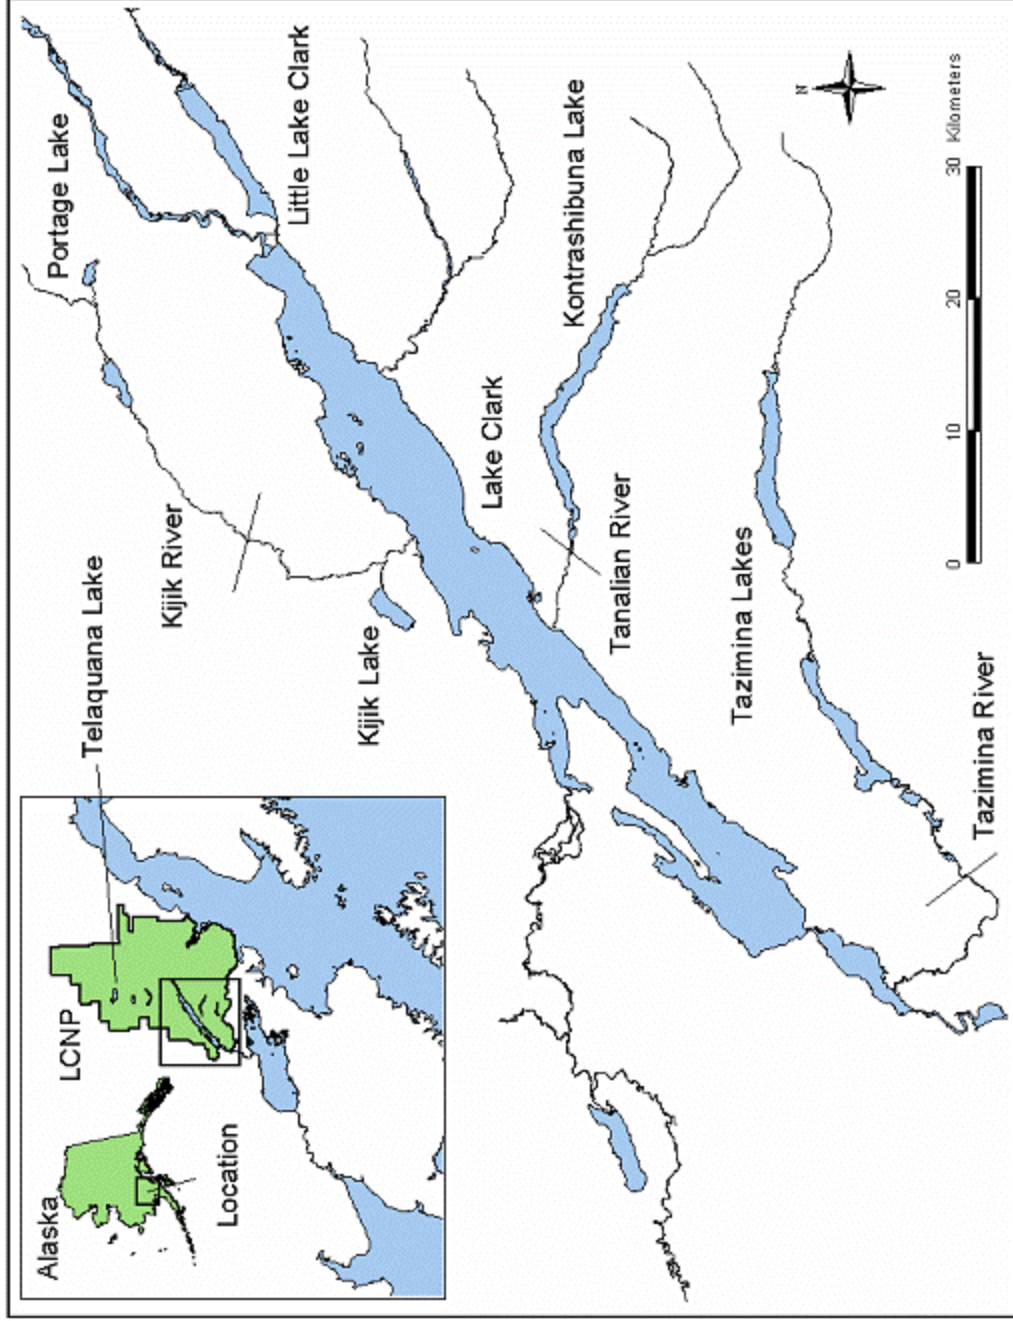 Alaska
LCNP
Location
Telaquana Lake
Portage Lake
Kijik River
Kijik Lake
Little Lake Clark
Lake Clark
Kontrashibuna Lake
Tanalian River
Tazimina Lakes
Tazimina River
N
0 10 20 30 Kilometers